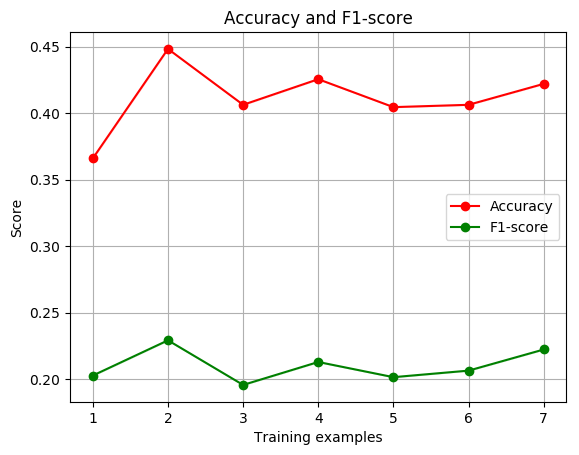 Accuracy and F1-score
0.45
0.40
0.35
0.30
0.25
0.20
Score
Accuracy
F1-score
1 2 3 4 5 6 7
Training examples